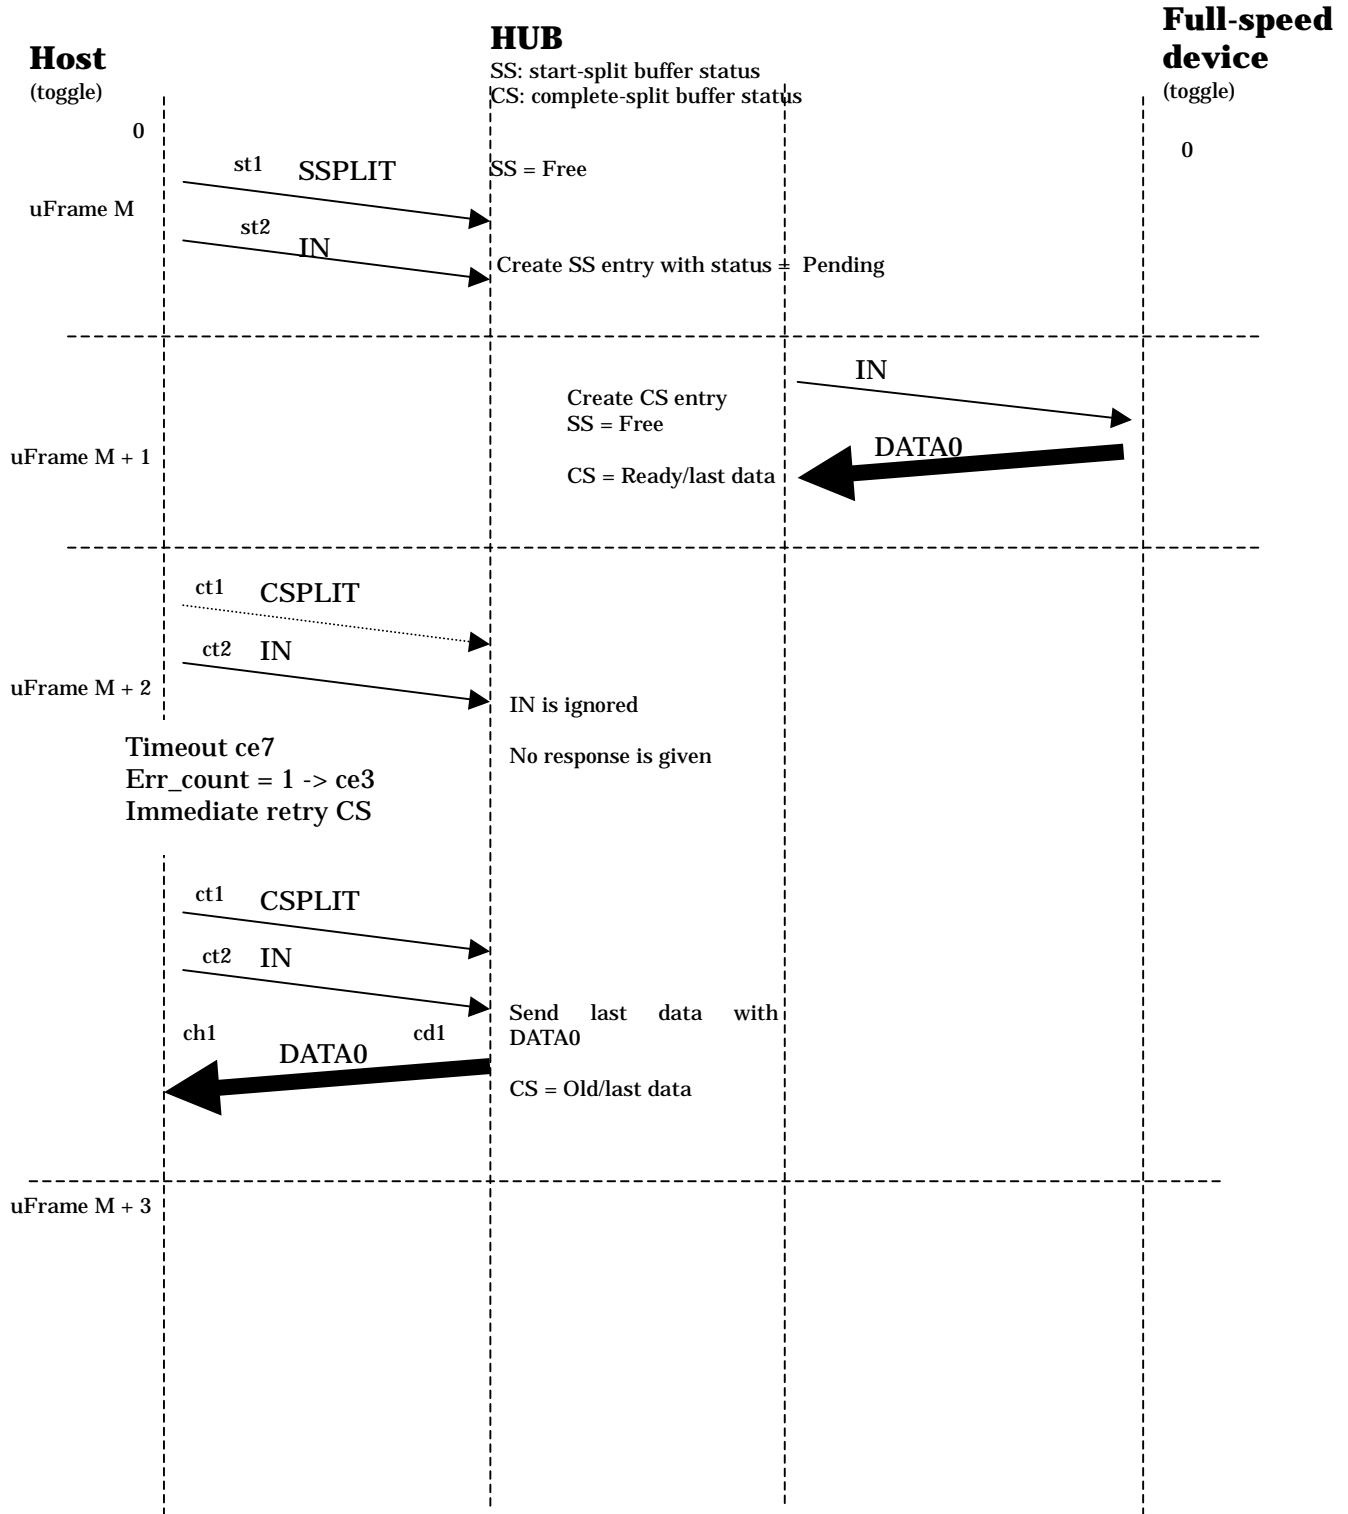 Full-speed
device
(toggle)
HUB
SS: start-split buffer status
CS: complete-split buffer status
Host
(toggle)
0
0
st1 SSPLIT
SS = Free
uFrame M
st2 IN
Create SS entry with status = Pending
IN
Create CS entry
SS = Free
DATA0
uFrame M + 1
CS = Ready/last data
ct1 CSPLIT
ct2 IN
uFrame M + 2
IN is ignored
No response is given
Timeout ce7
Err_count = 1 -> ce3
Immediate retry CS
ct1 CSPLIT
ct2 IN
Send last data with
DATA0
ch1 DATA0 cd1
CS = Old/last data
uFrame M + 3